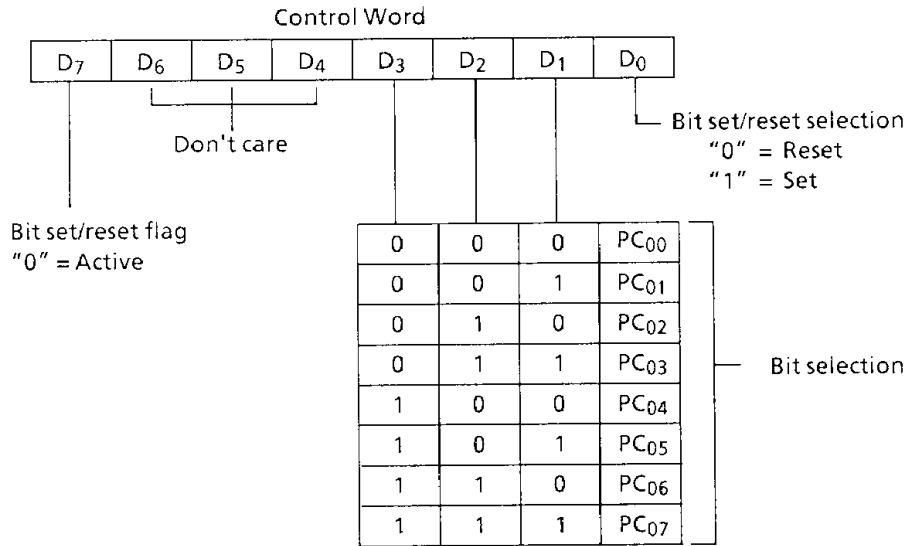 Control Word
D7 D6 D5 D4 D3 D2 D1 D0
Don't care
Bit set/reset selection
"0" = Reset
"1" = Set
Bit set/reset flag
"0" = Active
0 0 0 PC00
0 0 1 PC01
0 1 0 PC02
0 1 1 PC03
1 0 0 PC04
1 0 1 PC05
1 1 0 PC06
1 1 1 PC07
Bit selection